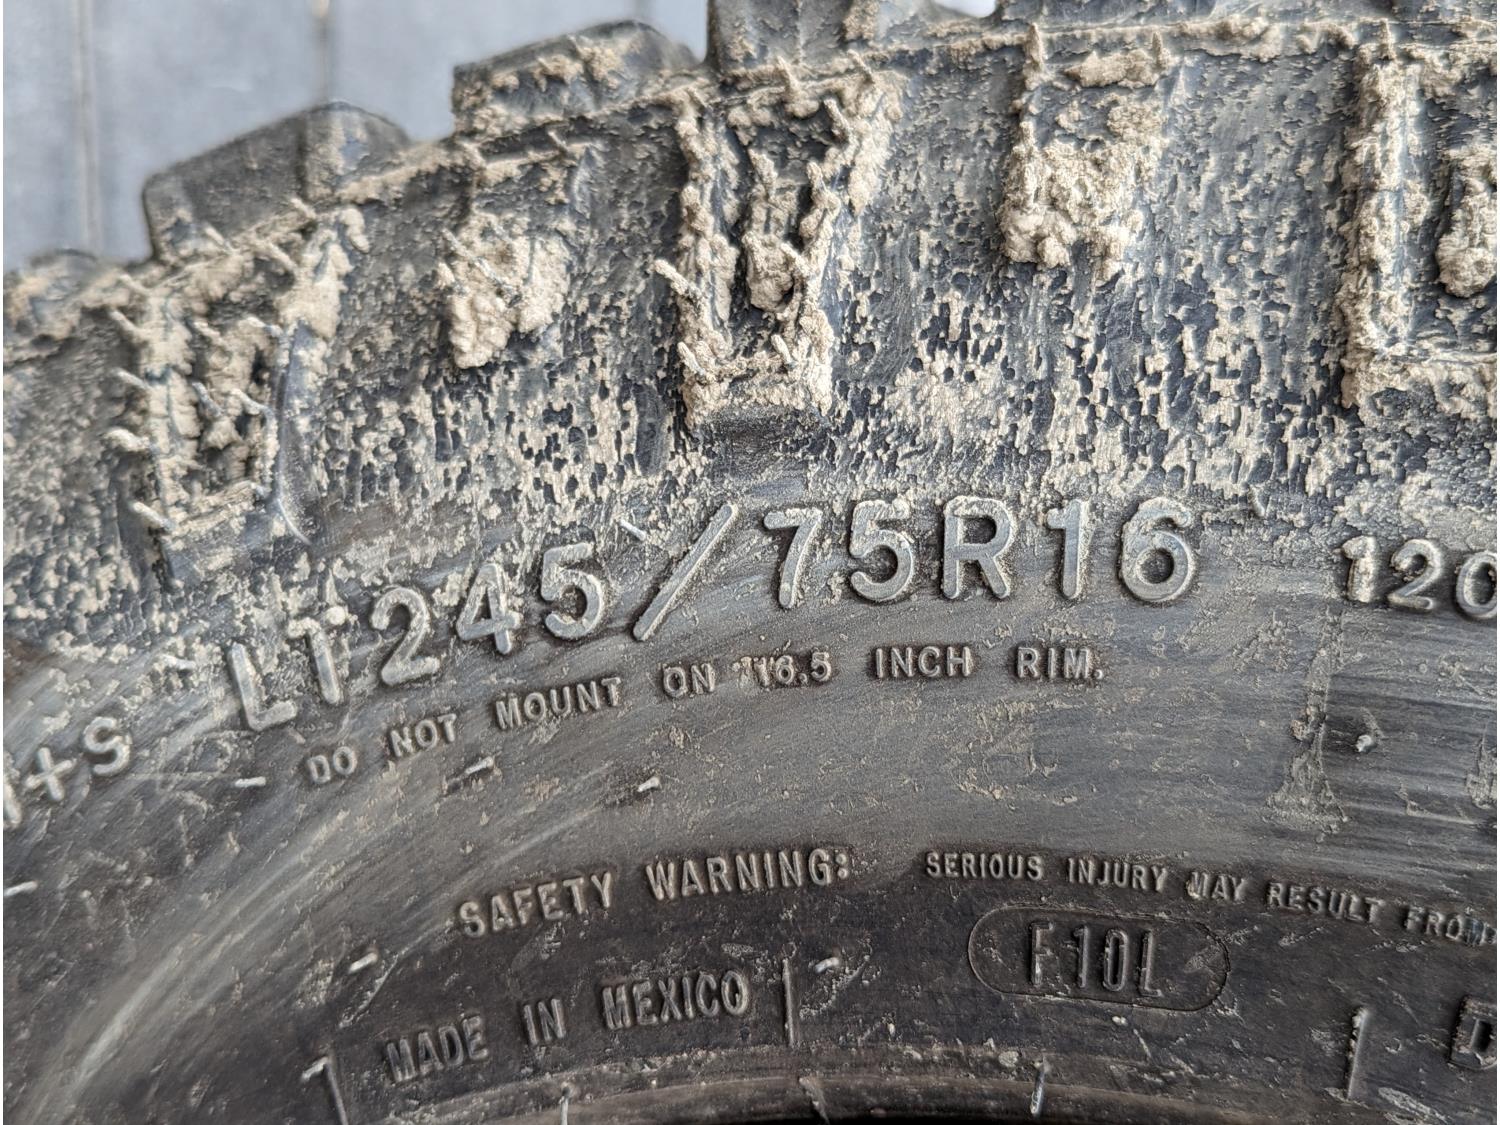 M+S LT245/75R16 120
DO NOT MOUNT ON 16.5 INCH RIM.
SAFETY WARNING: SERIOUS INJURY MAY RESULT FROM
F10L
MADE IN MEXICO
D